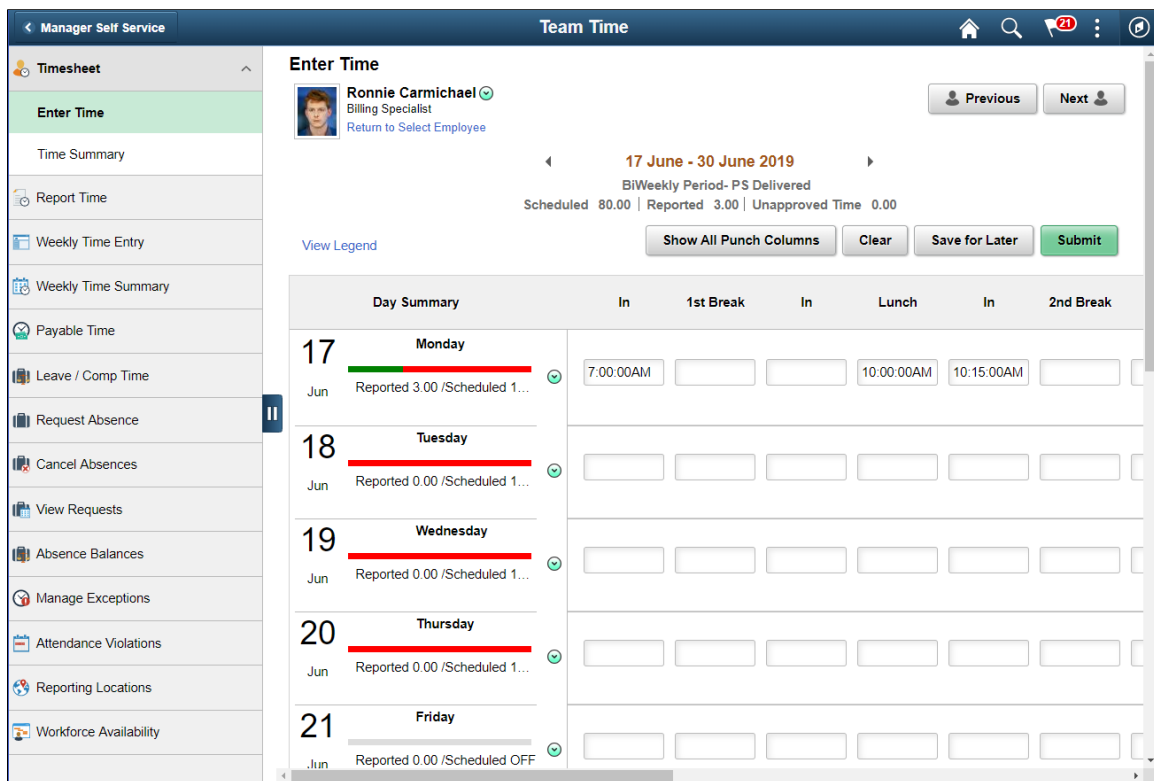 Manager Self Service
Team Time
21
Timesheet
Enter Time
Time Summary
Report Time
Weekly Time Entry
Weekly Time Summary
Payable Time
Leave / Comp Time
Request Absence
Cancel Absences
View Requests
Absence Balances
Manage Exceptions
Attendance Violations
Reporting Locations
Workforce Availability
Enter Time
Ronnie Carmichael
Billing Specialist
Return to Select Employee
Previous
Next
17 June - 30 June 2019
BiWeekly Period- PS Delivered
Scheduled 80.00 | Reported 3.00 | Unapproved Time 0.00
View Legend
Show All Punch Columns
Clear
Save for Later
Submit
Day Summary In 1st Break In Lunch In 2nd Break
17 Monday
Jun Reported 3.00 /Scheduled 1...
7:00:00AM 10:00:00AM 10:15:00AM
18 Tuesday
Jun Reported 0.00 /Scheduled 1...
19 Wednesday
Jun Reported 0.00 /Scheduled 1...
20 Thursday
Jun Reported 0.00 /Scheduled 1...
21 Friday
Jun Reported 0.00 /Scheduled OFF